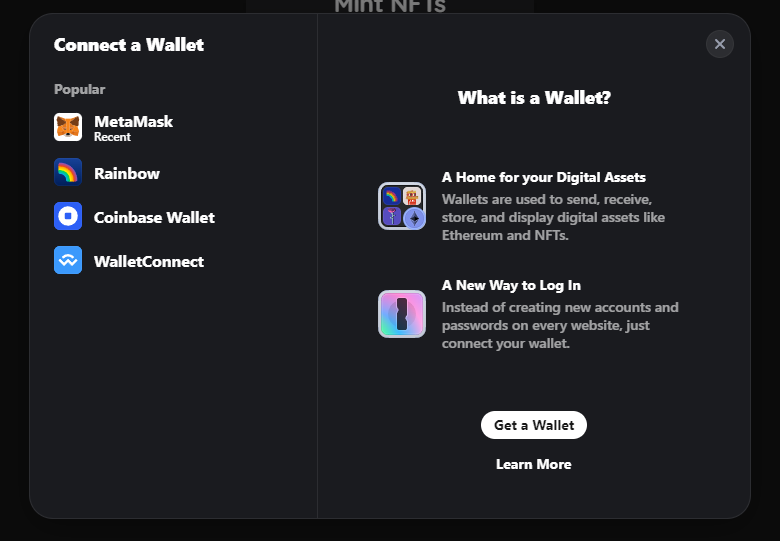 Mint NFTs
Connect a Wallet
Popular
MetaMask
Recent
Rainbow
Coinbase Wallet
WalletConnect
What is a Wallet?
A Home for your Digital Assets
Wallets are used to send, receive,
store, and display digital assets like
Ethereum and NFTs.
A New Way to Log In
Instead of creating new accounts and
passwords on every website, just
connect your wallet.
Get a Wallet
Learn More